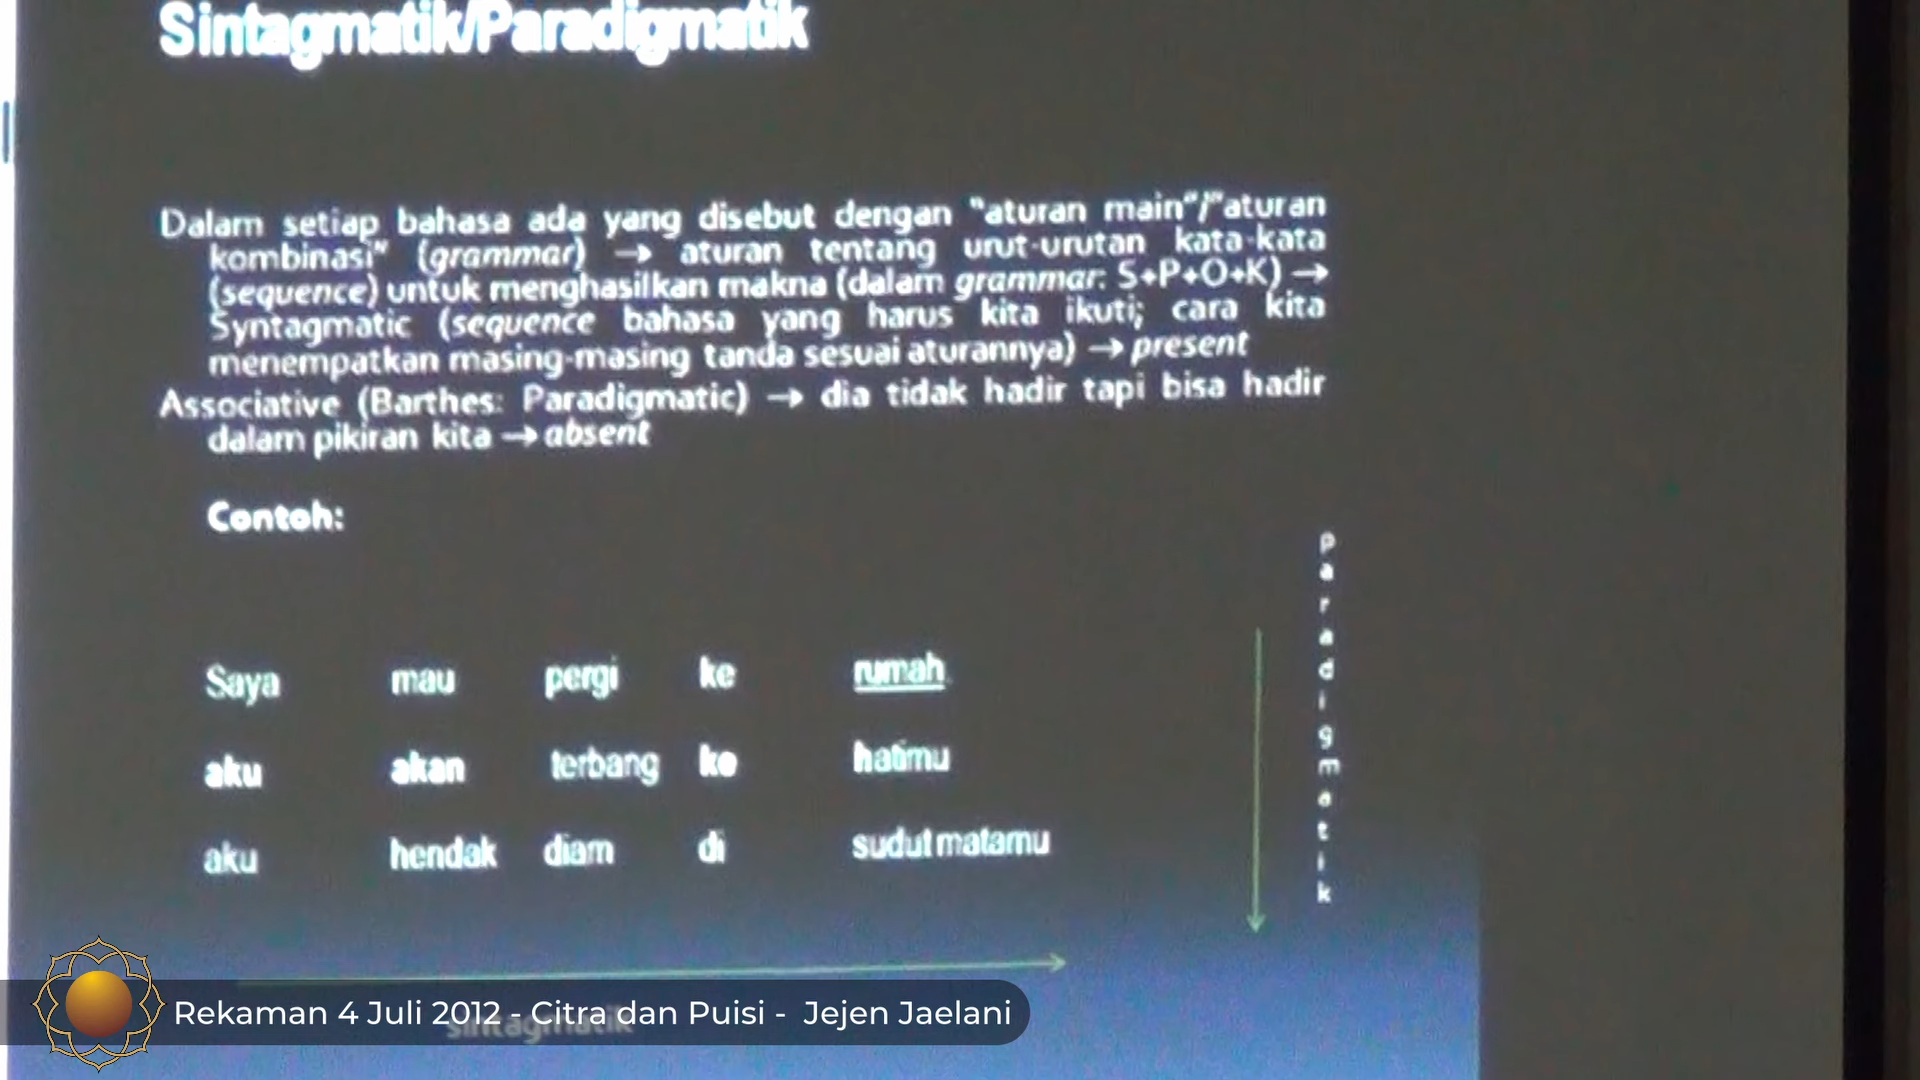 Sintagmatik/Paradigmatik
Dalam setiap bahasa ada yang disebut dengan "aturan main"/"aturan
kombinasi" (grammar) → aturan tentang urut-urutan kata-kata
(sequence) untuk menghasilkan makna (dalam grammar: S+P+O+K) →
Syntagmatic (sequence bahasa yang harus kita ikuti; cara kita
menempatkan masing-masing tanda sesuai aturannya) → present
Associative (Barthes: Paradigmatic) → dia tidak hadir tapi bisa hadir
dalam pikiran kita → absent
Contoh:
Saya mau pergi ke rumah
aku akan terbang ke hatimu
aku hendak diam di sudut matamu
Paradigmatik
sintagmatik
Rekaman 4 Juli 2012 - Citra dan Puisi - Jejen Jaelani